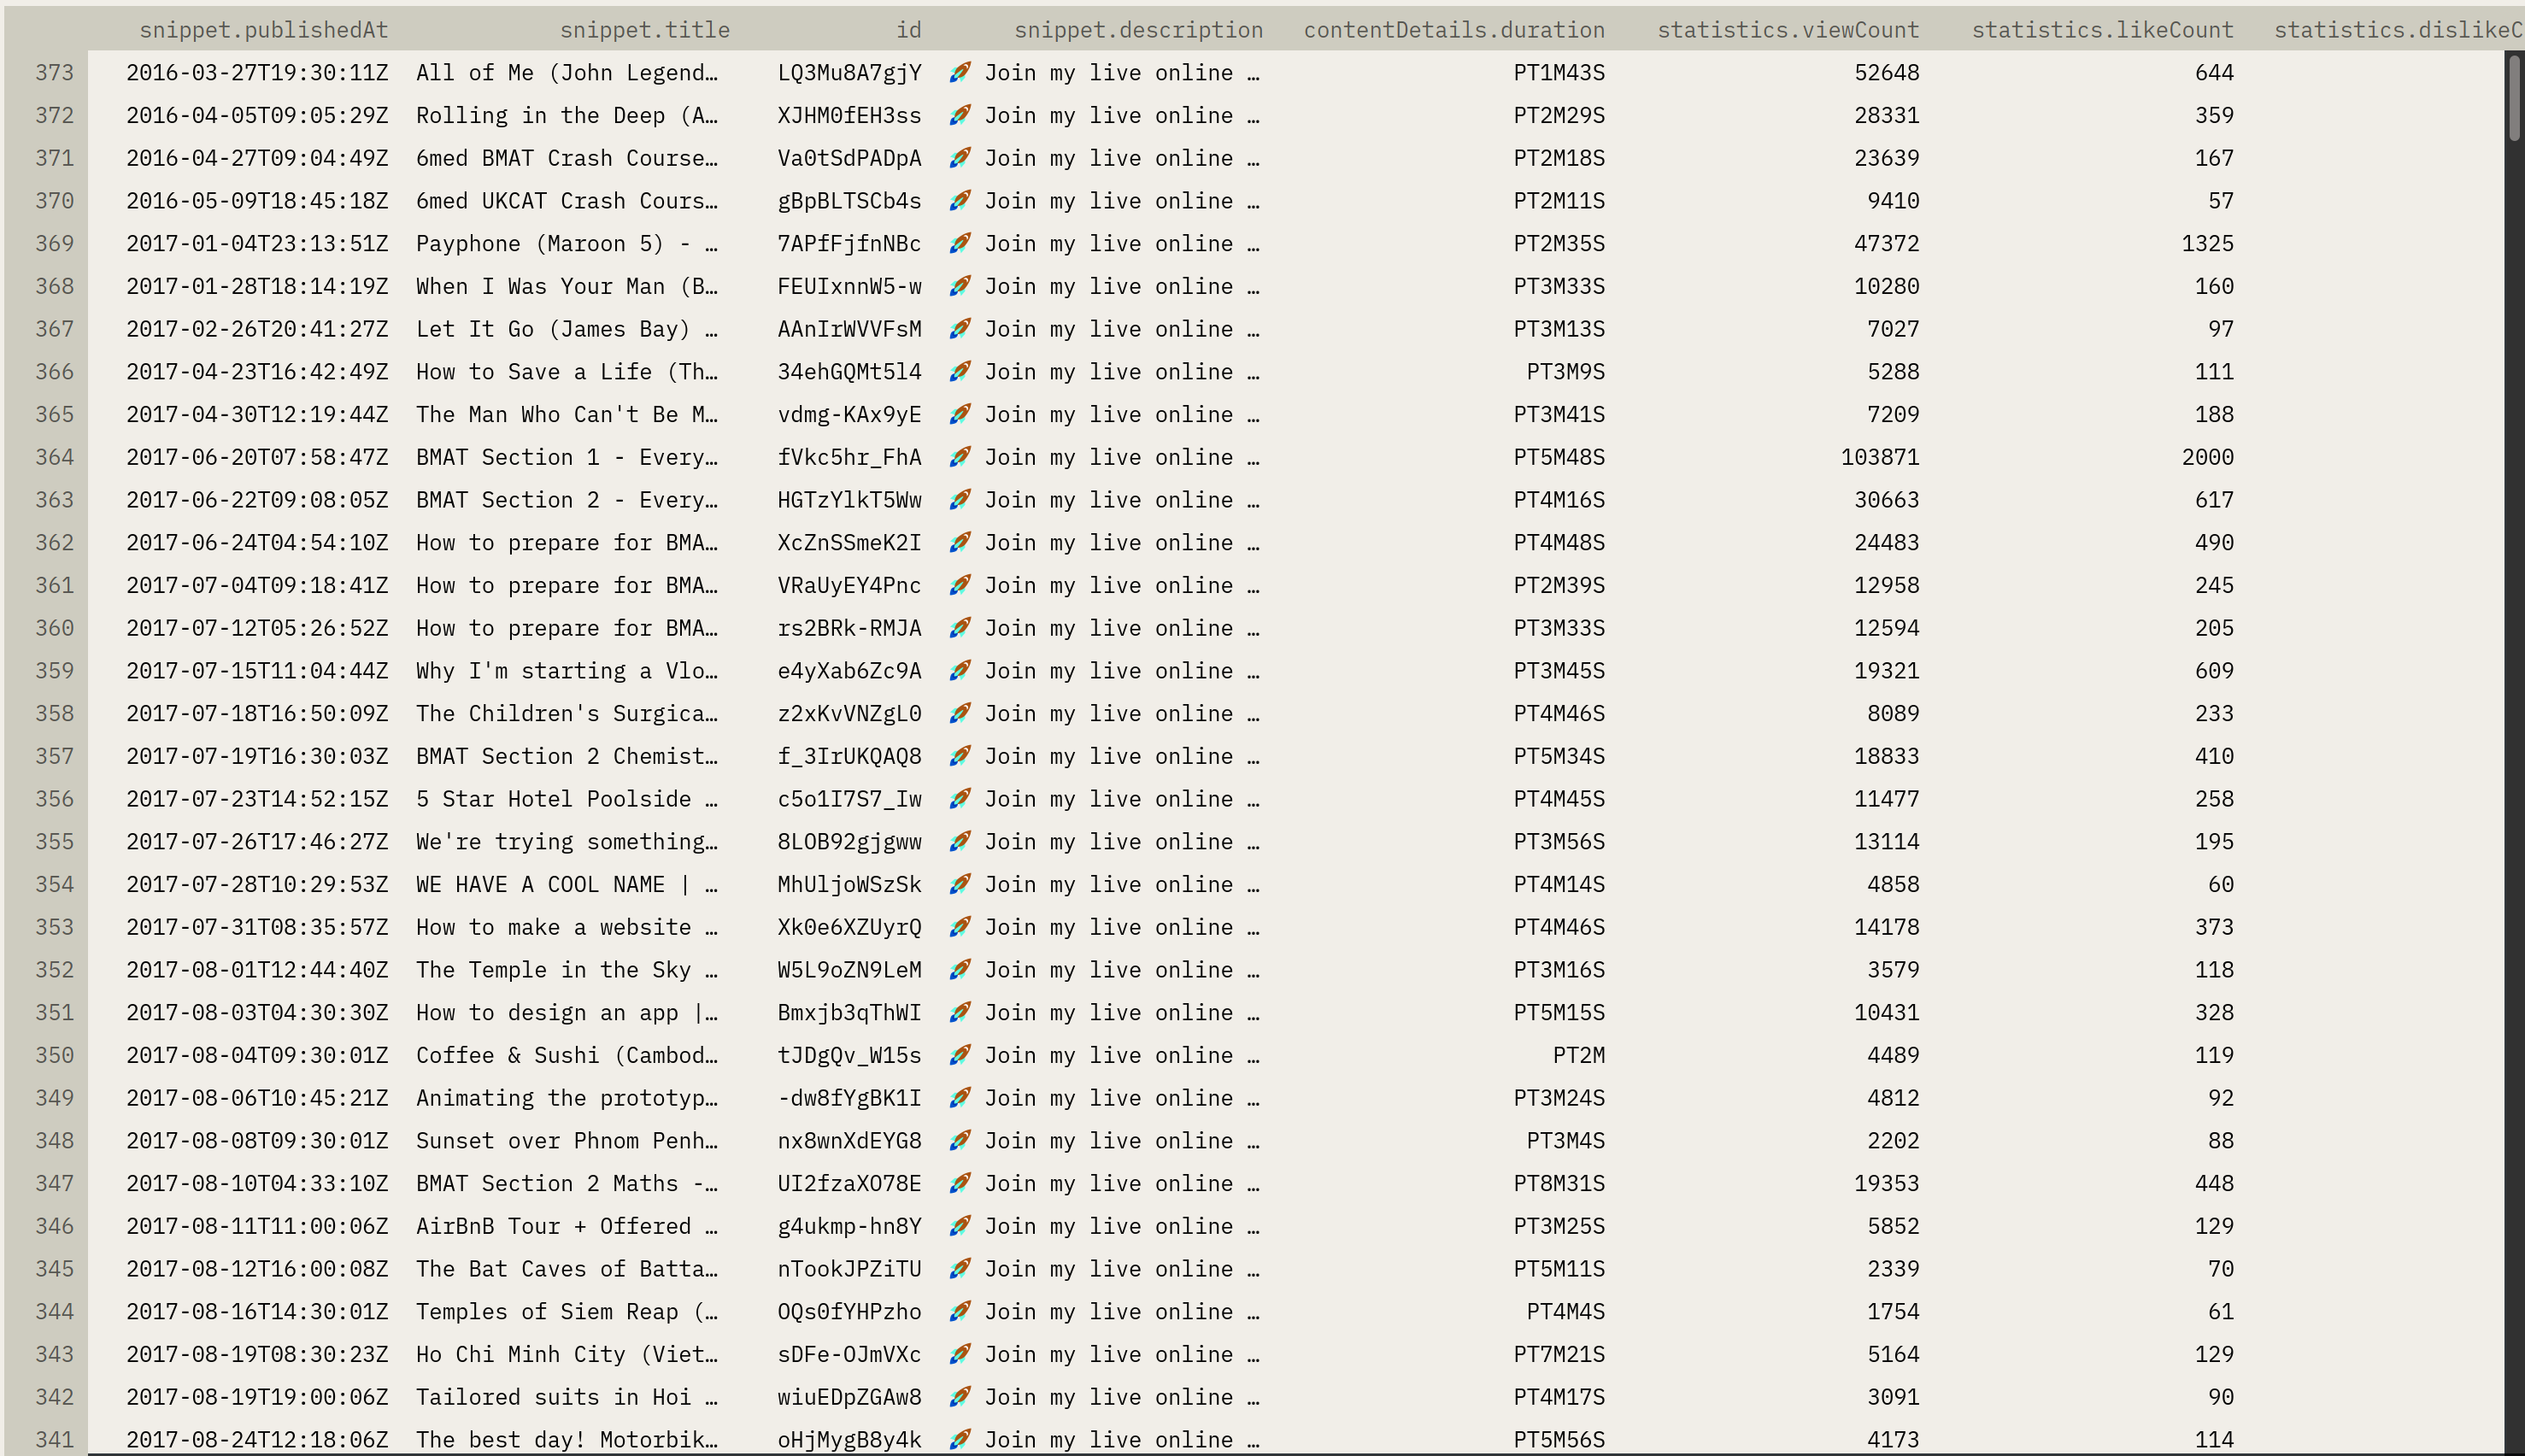 snippet.publishedAt snippet.title id snippet.description contentDetails.duration statistics.viewCount statistics.likeCount statistics.dislikeC
373 2016-03-27T19:30:11Z All of Me (John Legend… LQ3Mu8A7gjY 🚀 Join my live online … PT1M43S 52648 644
372 2016-04-05T09:05:29Z Rolling in the Deep (A… XJHM0fEH3ss 🚀 Join my live online … PT2M29S 28331 359
371 2016-04-27T09:04:49Z 6med BMAT Crash Course… Va0tSdPADpA 🚀 Join my live online … PT2M18S 23639 167
370 2016-05-09T18:45:18Z 6med UKCAT Crash Cours… gBpBLTSCb4s 🚀 Join my live online … PT2M11S 9410 57
369 2017-01-04T23:13:51Z Payphone (Maroon 5) - … 7APfFjfnNBc 🚀 Join my live online … PT2M35S 47372 1325
368 2017-01-28T18:14:19Z When I Was Your Man (B… FEUIxnnW5-w 🚀 Join my live online … PT3M33S 10280 160
367 2017-02-26T20:41:27Z Let It Go (James Bay) … AAnIrWVVFsM 🚀 Join my live online … PT3M13S 7027 97
366 2017-04-23T16:42:49Z How to Save a Life (Th… 34ehGQMt5l4 🚀 Join my live online … PT3M9S 5288 111
365 2017-04-30T12:19:44Z The Man Who Can't Be M… vdmg-KAx9yE 🚀 Join my live online … PT3M41S 7209 188
364 2017-06-20T07:58:47Z BMAT Section 1 - Every… fVkc5hr_FhA 🚀 Join my live online … PT5M48S 103871 2000
363 2017-06-22T09:08:05Z BMAT Section 2 - Every… HGTzYlkT5Ww 🚀 Join my live online … PT4M16S 30663 617
362 2017-06-24T04:54:10Z How to prepare for BMA… XcZnSSmeK2I 🚀 Join my live online … PT4M48S 24483 490
361 2017-07-04T09:18:41Z How to prepare for BMA… VRaUyEY4Pnc 🚀 Join my live online … PT2M39S 12958 245
360 2017-07-12T05:26:52Z How to prepare for BMA… rs2BRk-RMJA 🚀 Join my live online … PT3M33S 12594 205
359 2017-07-15T11:04:44Z Why I'm starting a Vlo… e4yXab6Zc9A 🚀 Join my live online … PT3M45S 19321 609
358 2017-07-18T16:50:09Z The Children's Surgica… z2xKvVNZgL0 🚀 Join my live online … PT4M46S 8089 233
357 2017-07-19T16:30:03Z BMAT Section 2 Chemist… f_3IrUKQAQ8 🚀 Join my live online … PT5M34S 18833 410
356 2017-07-23T14:52:15Z 5 Star Hotel Poolside … c5o1I7S7_Iw 🚀 Join my live online … PT4M45S 11477 258
355 2017-07-26T17:46:27Z We're trying something… 8LOB92gjgww 🚀 Join my live online … PT3M56S 13114 195
354 2017-07-28T10:29:53Z WE HAVE A COOL NAME | … MhUljoWSzSk 🚀 Join my live online … PT4M14S 4858 60
353 2017-07-31T08:35:57Z How to make a website … Xk0e6XZUyrQ 🚀 Join my live online … PT4M46S 14178 373
352 2017-08-01T12:44:40Z The Temple in the Sky … W5L9oZN9LeM 🚀 Join my live online … PT3M16S 3579 118
351 2017-08-03T04:30:30Z How to design an app |… Bmxjb3qThWI 🚀 Join my live online … PT5M15S 10431 328
350 2017-08-04T09:30:01Z Coffee & Sushi (Cambod… tJDgQv_W15s 🚀 Join my live online … PT2M 4489 119
349 2017-08-06T10:45:21Z Animating the prototyp… -dw8fYgBK1I 🚀 Join my live online … PT3M24S 4812 92
348 2017-08-08T09:30:01Z Sunset over Phnom Penh… nx8wnXdEYG8 🚀 Join my live online … PT3M4S 2202 88
347 2017-08-10T04:33:10Z BMAT Section 2 Maths -… UI2fzaXO78E 🚀 Join my live online … PT8M31S 19353 448
346 2017-08-11T11:00:06Z AirBnB Tour + Offered … g4ukmp-hn8Y 🚀 Join my live online … PT3M25S 5852 129
345 2017-08-12T16:00:08Z The Bat Caves of Batta… nTookJPZiTU 🚀 Join my live online … PT5M11S 2339 70
344 2017-08-16T14:30:01Z Temples of Siem Reap (… OQs0fYHPzho 🚀 Join my live online … PT4M4S 1754 61
343 2017-08-19T08:30:23Z Ho Chi Minh City (Viet… sDFe-OJmVXc 🚀 Join my live online … PT7M21S 5164 129
342 2017-08-19T19:00:06Z Tailored suits in Hoi … wiuEDpZGAw8 🚀 Join my live online … PT4M17S 3091 90
341 2017-08-24T12:18:06Z The best day! Motorbik… oHjMygB8y4k 🚀 Join my live online … PT5M56S 4173 114